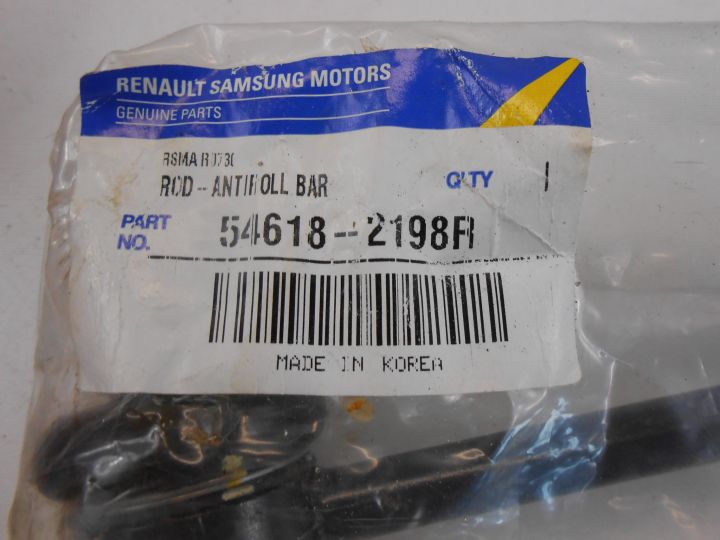 RENAULT SAMSUNG MOTORS
GENUINE PARTS
ROD-ANTIROLL BAR QTY 1
PART NO. 54618-2198R
MADE IN KOREA